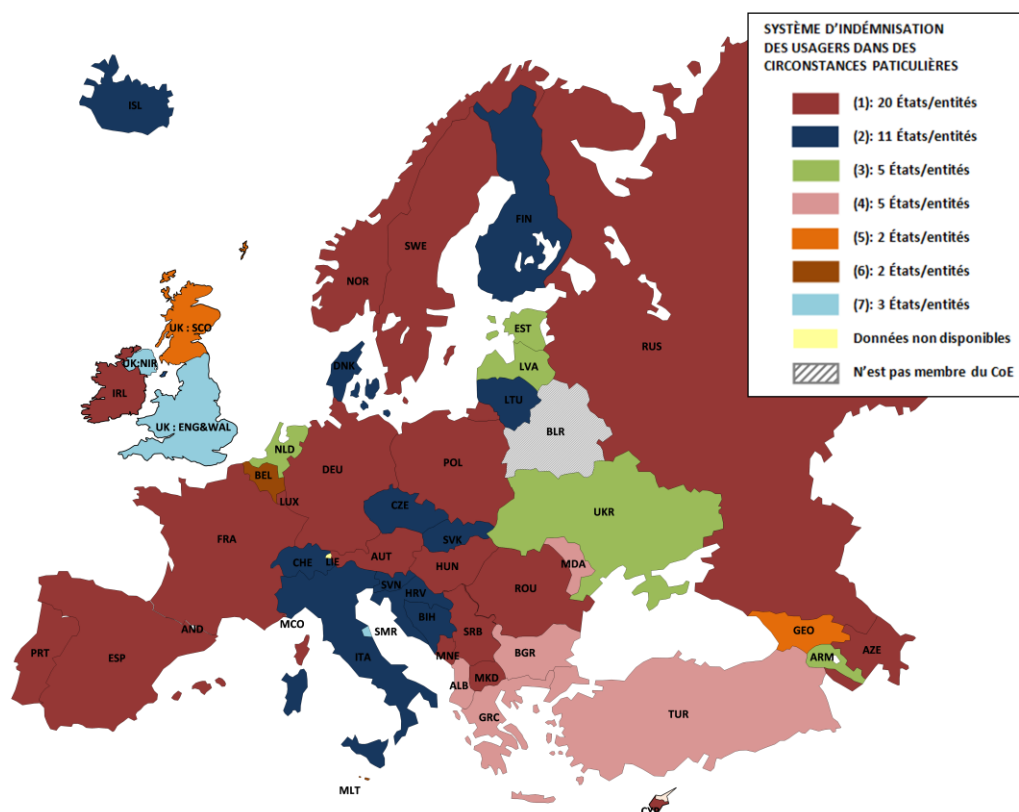 SYSTÈME D'INDÉMNISATION
DES USAGERS DANS DES
CIRCONSTANCES PATICULIÈRES
(1): 20 États/entités
(2): 11 États/entités
(3): 5 États/entités
(4): 5 États/entités
(5): 2 États/entités
(6): 2 États/entités
(7): 3 États/entités
Données non disponibles
N'est pas membre du CoE
ISL
FIN
SWE
NOR
RUS
EST
UK : SCO
LVA
UK:NIR
DNK
IRL
LTU
UK : ENG&WAL
BLR
NLD
POL
DEU
BEL
LUX
CZE
UKR
FRA
SVK
AUT
CHE
LIE
HUN
MDA
SVN
ROU
HRV
BIH
MCO
SMR
AND
SRB
GEO
PRT
ESP
ITA
MNE
BGR
ARM
AZE
ALB
MKD
GRC
TUR
MLT
CYP